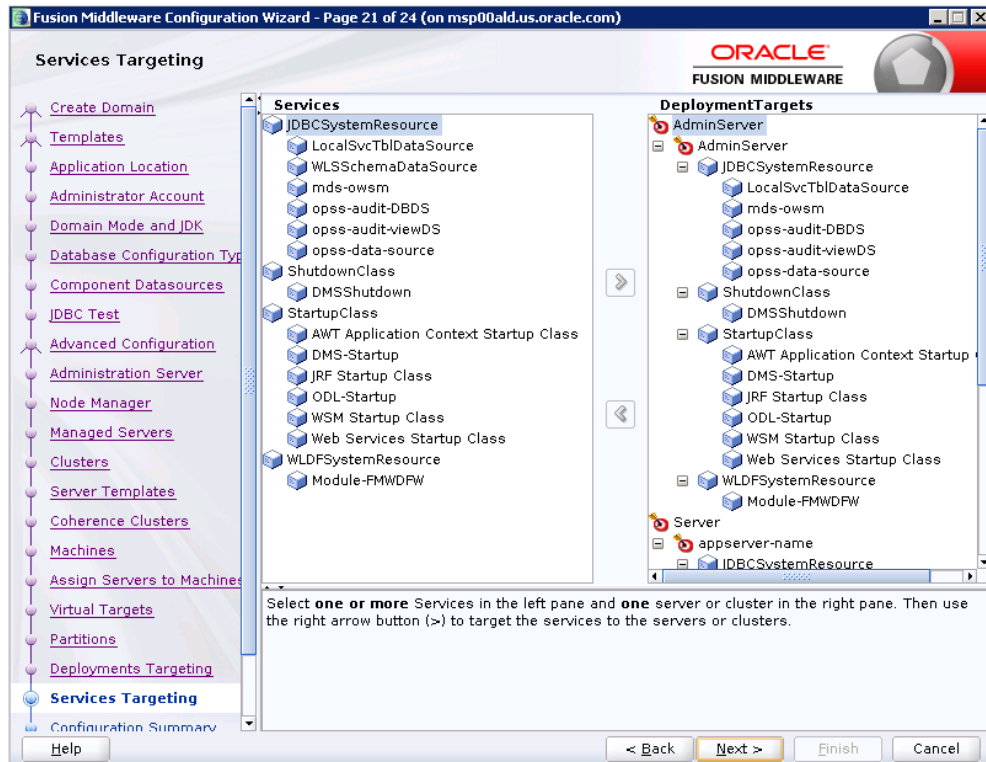 Fusion Middleware Configuration Wizard - Page 21 of 24 (on msp00ald.us.oracle.com)
Services Targeting
ORACLE
FUSION MIDDLEWARE
Create Domain
Templates
Application Location
Administrator Account
Domain Mode and JDK
Database Configuration Typ
Component Datasources
JDBC Test
Advanced Configuration
Administration Server
Node Manager
Managed Servers
Clusters
Server Templates
Coherence Clusters
Machines
Assign Servers to Machines
Virtual Targets
Partitions
Deployments Targeting
Services Targeting
Configuration Summary
Services
JDBCSystemResource
LocalSvcTblDataSource
WLSSchemaDataSource
mds-owsm
opss-audit-DBDS
opss-audit-viewDS
opss-data-source
ShutdownClass
DMSShutdown
StartupClass
AWT Application Context Startup Class
DMS-Startup
JRF Startup Class
ODL-Startup
WSM Startup Class
Web Services Startup Class
WLDFSystemResource
Module-FMWDFW
DeploymentTargets
AdminServer
AdminServer
JDBCSystemResource
LocalSvcTblDataSource
mds-owsm
opss-audit-DBDS
opss-audit-viewDS
opss-data-source
ShutdownClass
DMSShutdown
StartupClass
AWT Application Context Startup
DMS-Startup
JRF Startup Class
ODL-Startup
WSM Startup Class
Web Services Startup Class
WLDFSystemResource
Module-FMWDFW
Server
appserver-name
JDBCSystemResource
Select one or more Services in the left pane and one server or cluster in the right pane. Then use
the right arrow button (>) to target the services to the servers or clusters.
Help
< Back
Next >
Finish
Cancel